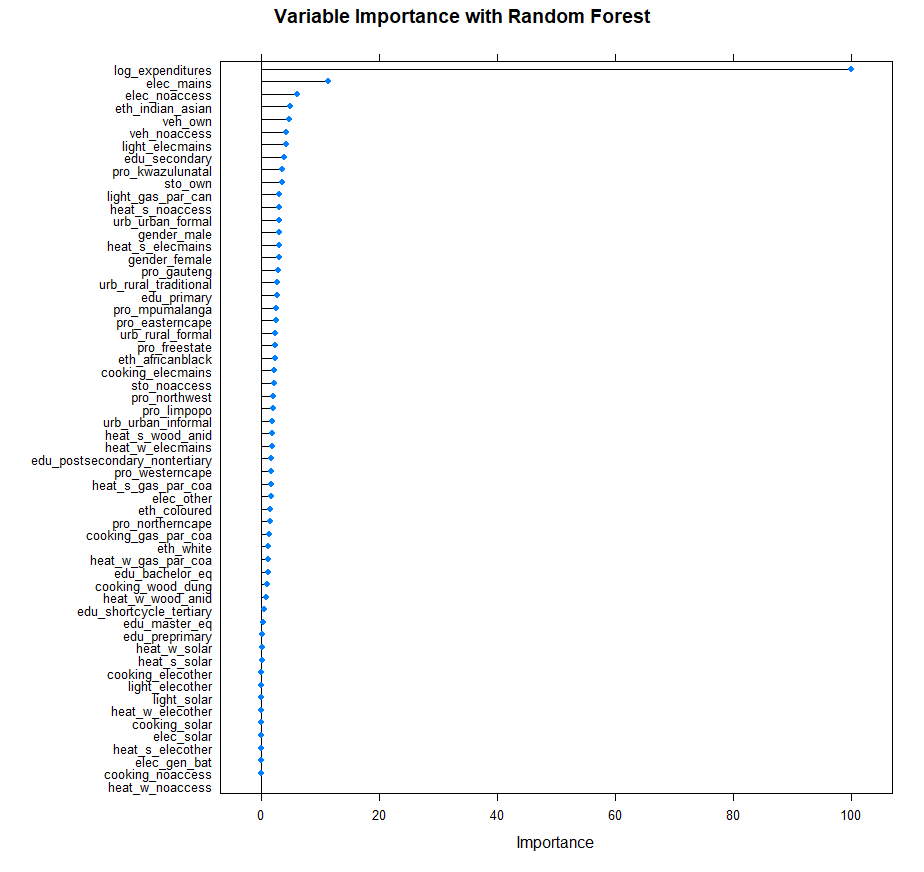 Variable Importance with Random Forest
log_expenditures
elec_mains
elec_noaccess
eth_indian_asian
veh_own
veh_noaccess
light_elecmains
edu_secondary
pro_kwazulunatal
sto_own
light_gas_par_can
heat_s_noaccess
urb_urban_formal
gender_male
heat_s_elecmains
gender_female
pro_gauteng
urb_rural_traditional
edu_primary
pro_mpumalanga
pro_easterncape
urb_rural_formal
pro_freestate
eth_africanblack
cooking_elecmains
sto_noaccess
pro_northwest
pro_limpopo
urb_urban_informal
heat_s_wood_anid
heat_w_elecmains
edu_postsecondary_nontertiary
pro_westerncape
heat_s_gas_par_coa
elec_other
eth_coloured
pro_northerncape
cooking_gas_par_coa
eth_white
heat_w_gas_par_coa
edu_bachelor_eq
cooking_wood_dung
heat_w_wood_anid
edu_shortcycle_tertiary
edu_master_eq
edu_preprimary
heat_w_solar
heat_s_solar
cooking_elecother
light_elecother
light_solar
heat_w_elecother
cooking_solar
elec_solar
heat_s_elecother
elec_gen_bat
cooking_noaccess
heat_w_noaccess
0 20 40 60 80 100
Importance